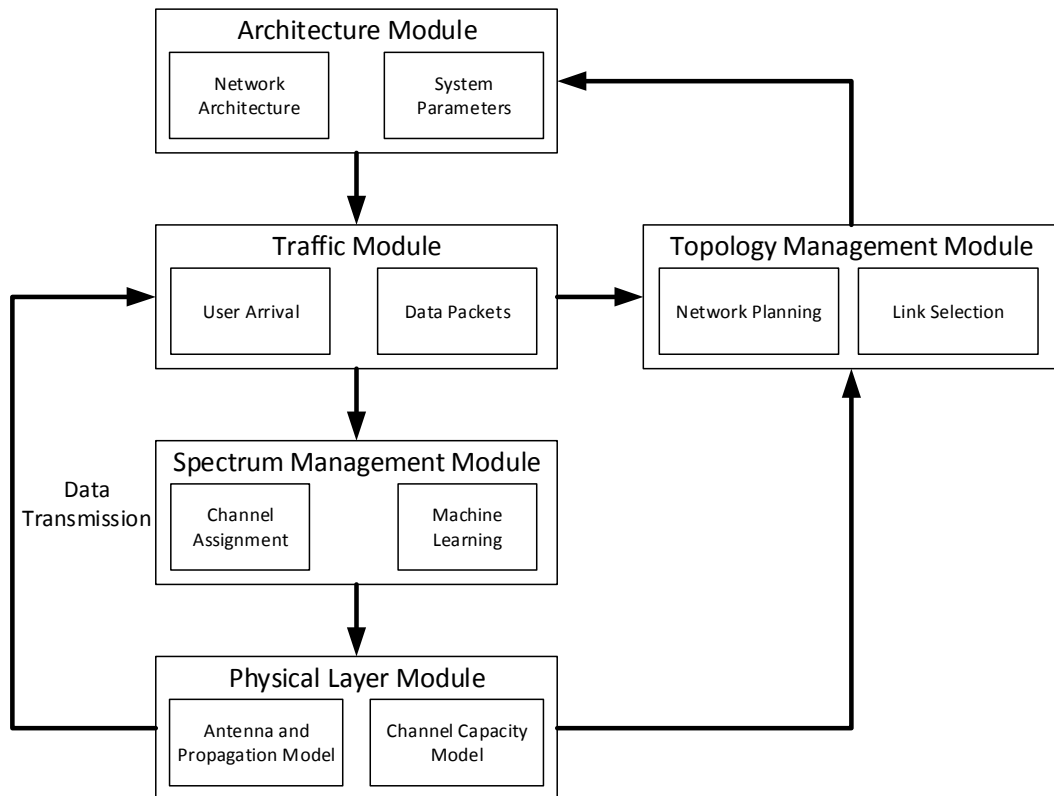 Architecture Module
Network
Architecture
System
Parameters
Traffic Module
User Arrival
Data Packets
Topology Management Module
Network Planning
Link Selection
Spectrum Management Module
Channel
Assignment
Machine
Learning
Data
Transmission
Physical Layer Module
Antenna and
Propagation Model
Channel Capacity
Model